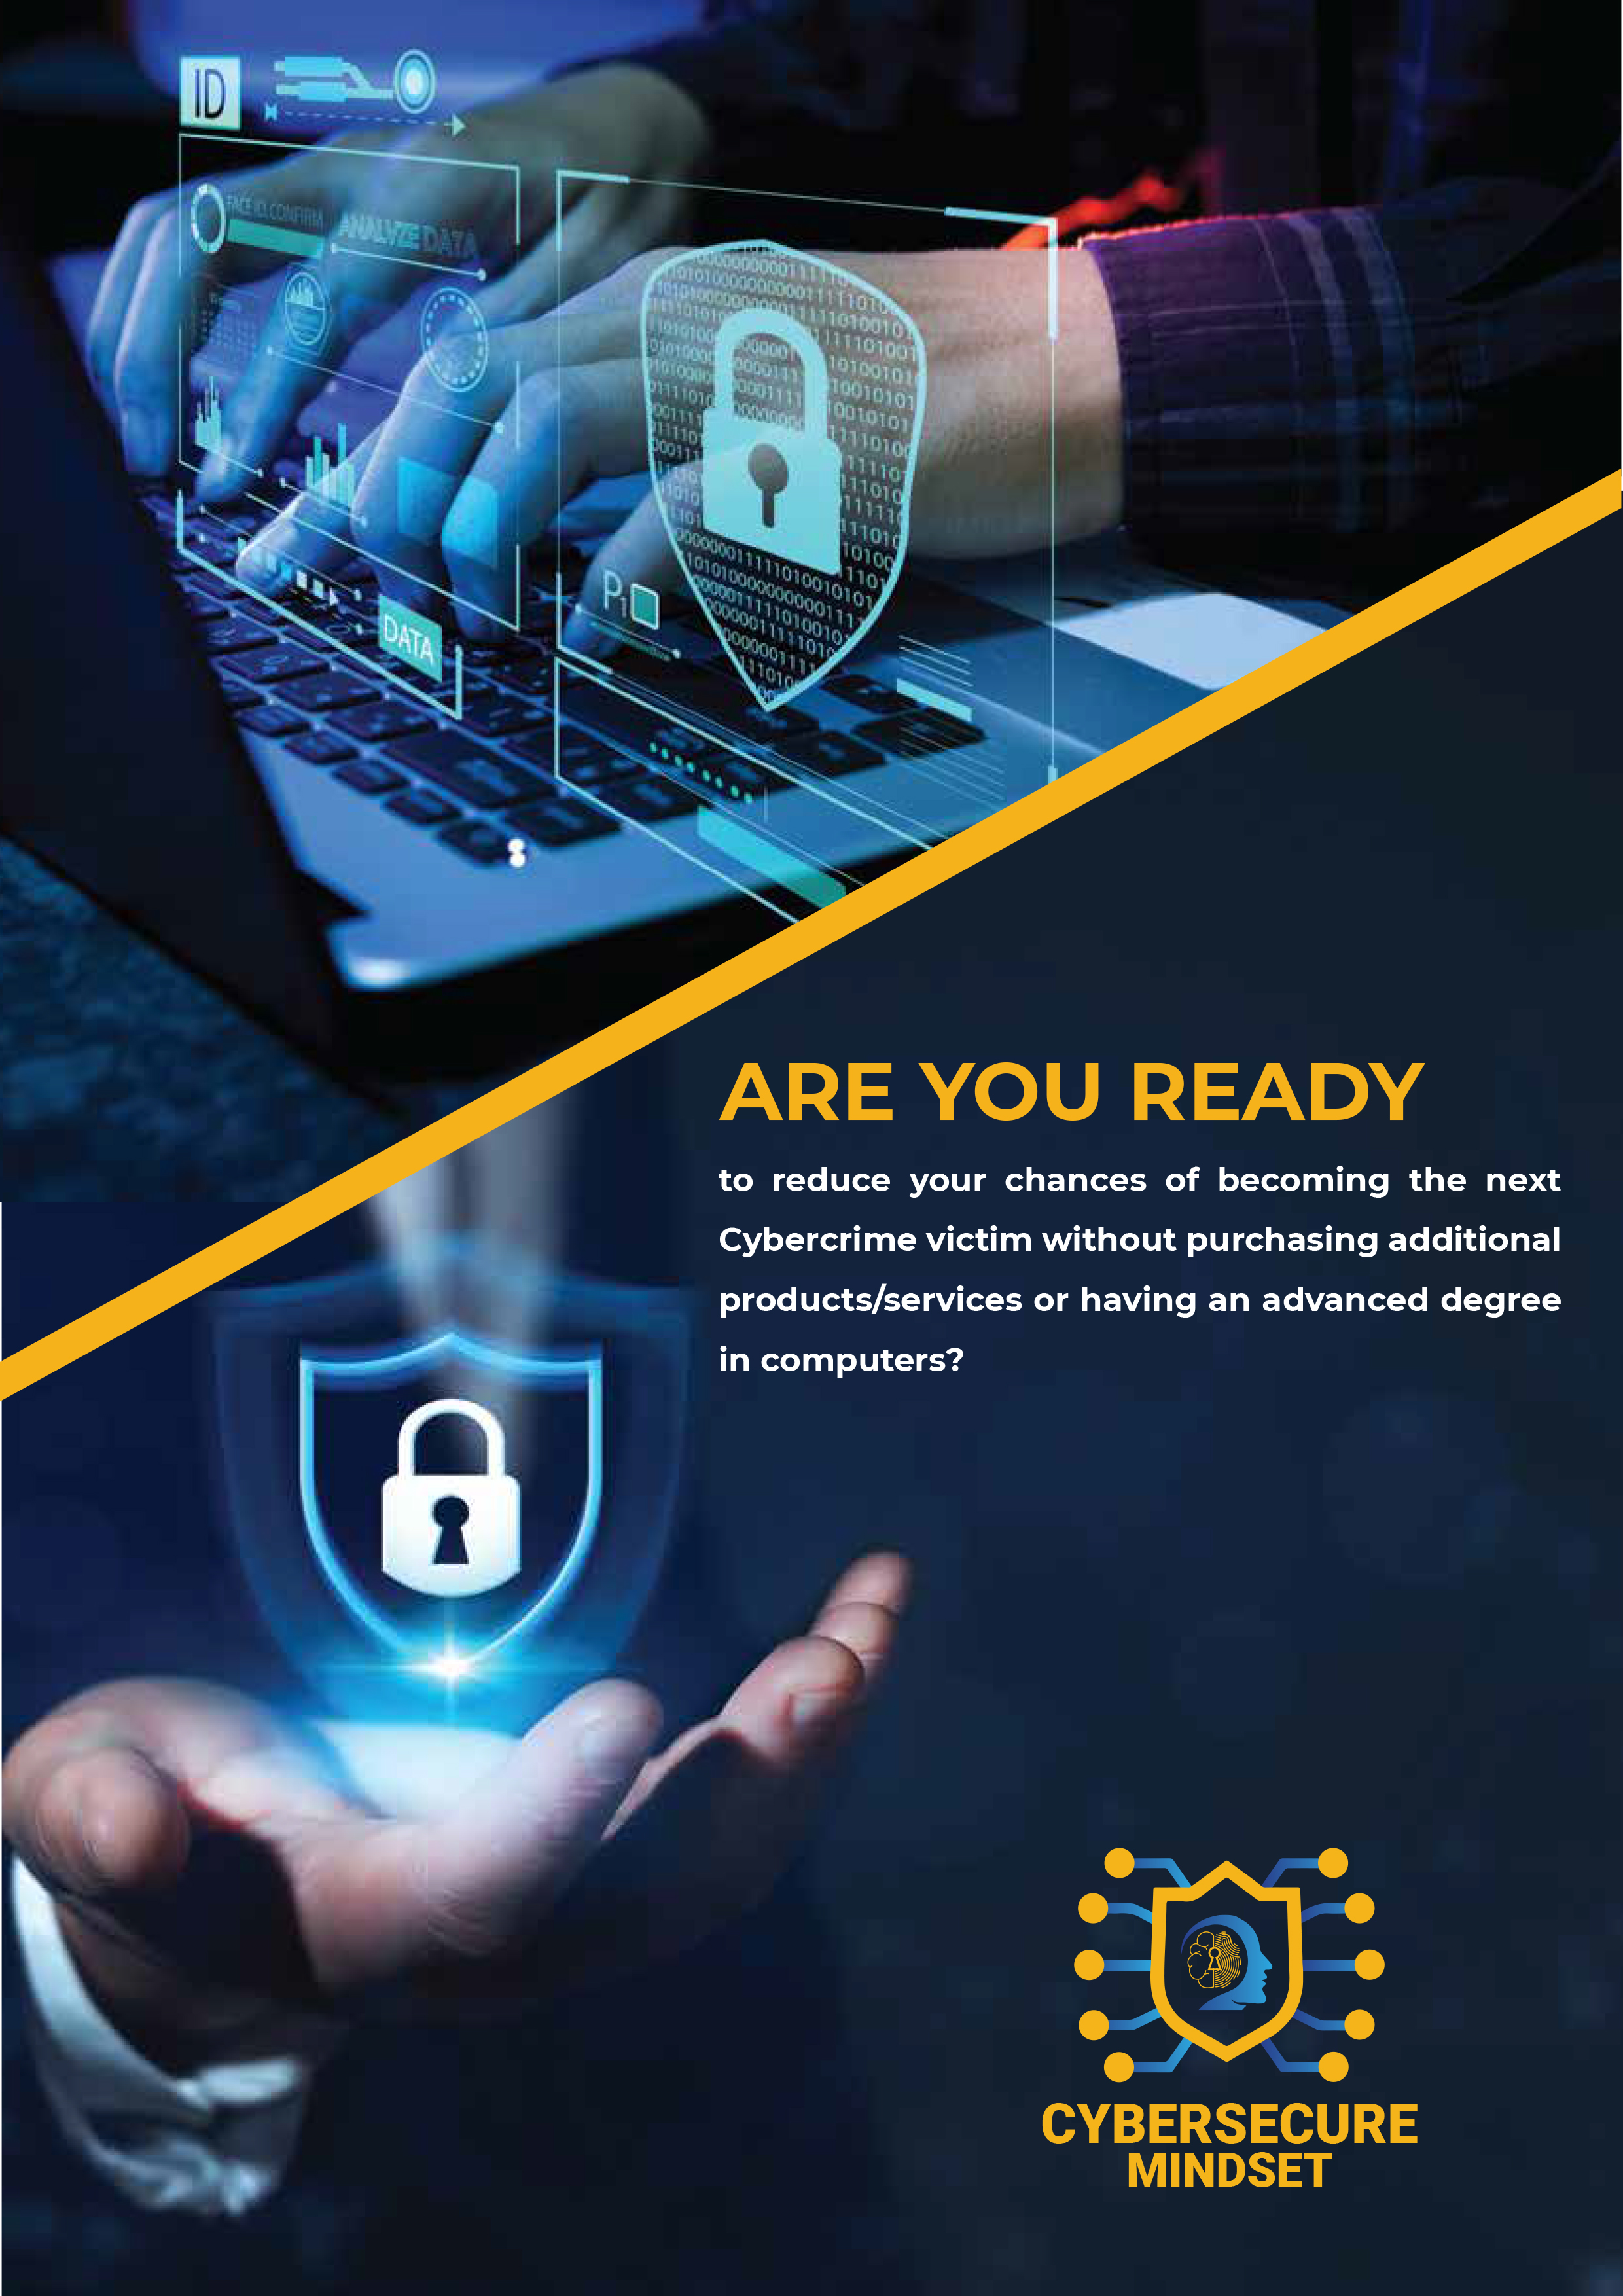 ID
FACE ID. CONFIRM
ANALYZE DATA
P1
DATA
ARE YOU READY
to reduce your chances of becoming the next
Cybercrime victim without purchasing additional
products/services or having an advanced degree
in computers?
CYBERSECURE
MINDSET